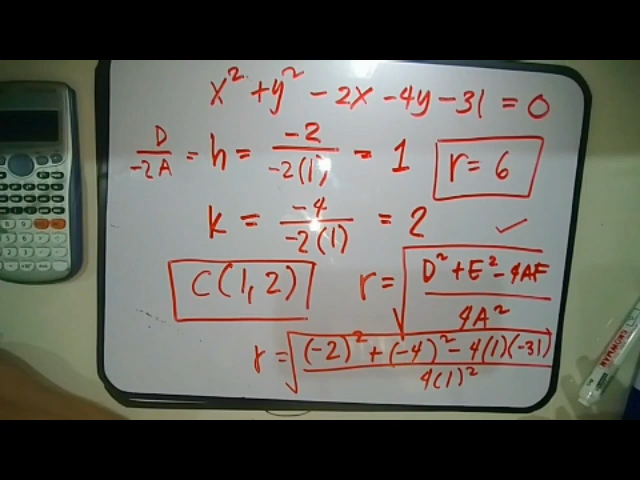 x² + y² - 2x - 4y - 31 = 0
D/-2A = h = -2/-2(1) = 1
r = 6
k = -4/-2(1) = 2 ✓
C(1,2)
r = √(D² + E² - 4AF/4A²)
r = √((-2)² + (-4)² - 4(1)(-31)/4(1)²)